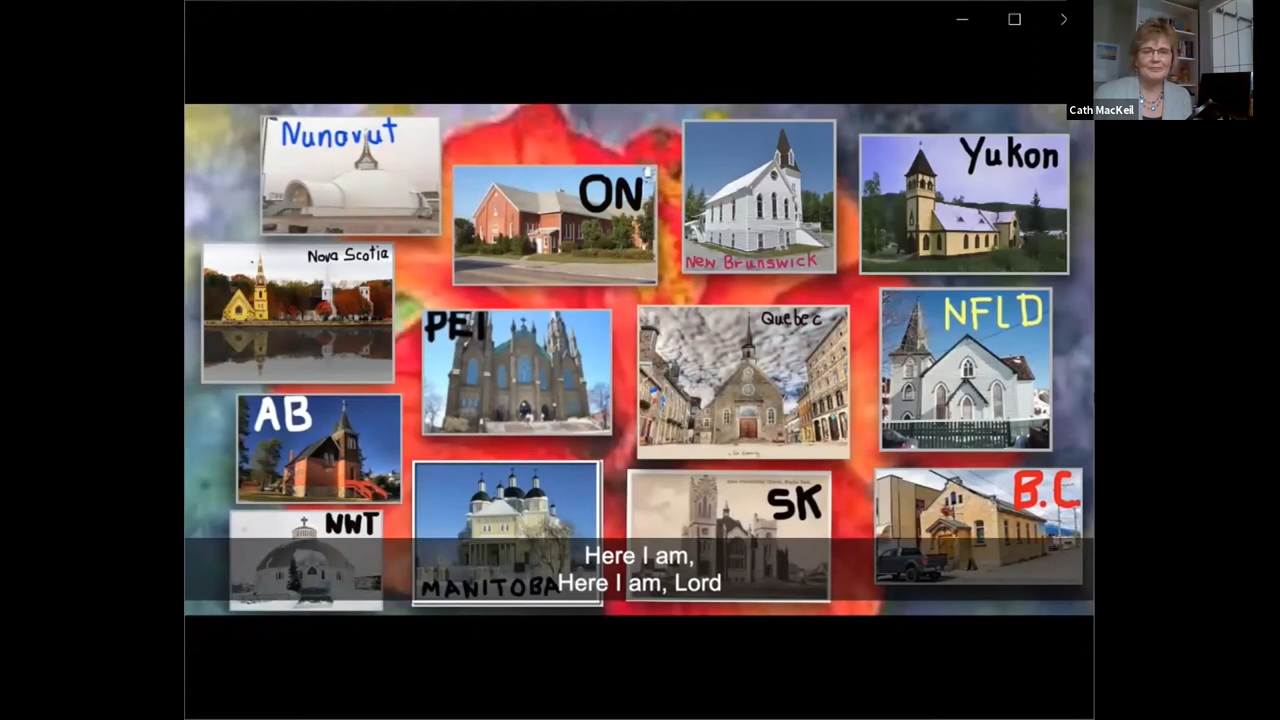 Cath MacKeil
Nunavut
ON
New Brunswick
Yukon
Nova Scotia
PEI
Quebec
NFLD
AB
NWT
MANITOBA
SK
B.C
Here I am,
Here I am, Lord